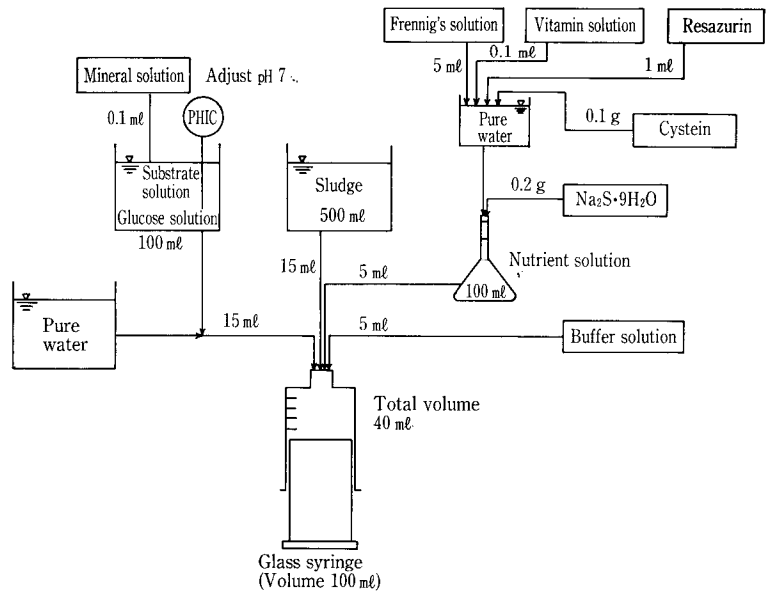 Frennig's solution
Vitamin solution
Resazurin
5 mℓ
0.1 mℓ
1 mℓ
Mineral solution
Adjust pH 7
PHIC
0.1 mℓ
Pure
water
0.1 g
Cystein
Substrate
solution
Glucose solution
100 mℓ
Sludge
500 mℓ
0.2 g
Na₂S·9H₂O
Nutrient solution
100 mℓ
15 mℓ
5 mℓ
Pure
water
15 mℓ
5 mℓ
Buffer solution
Total volume
40 mℓ
Glass syringe
(Volume 100 mℓ)